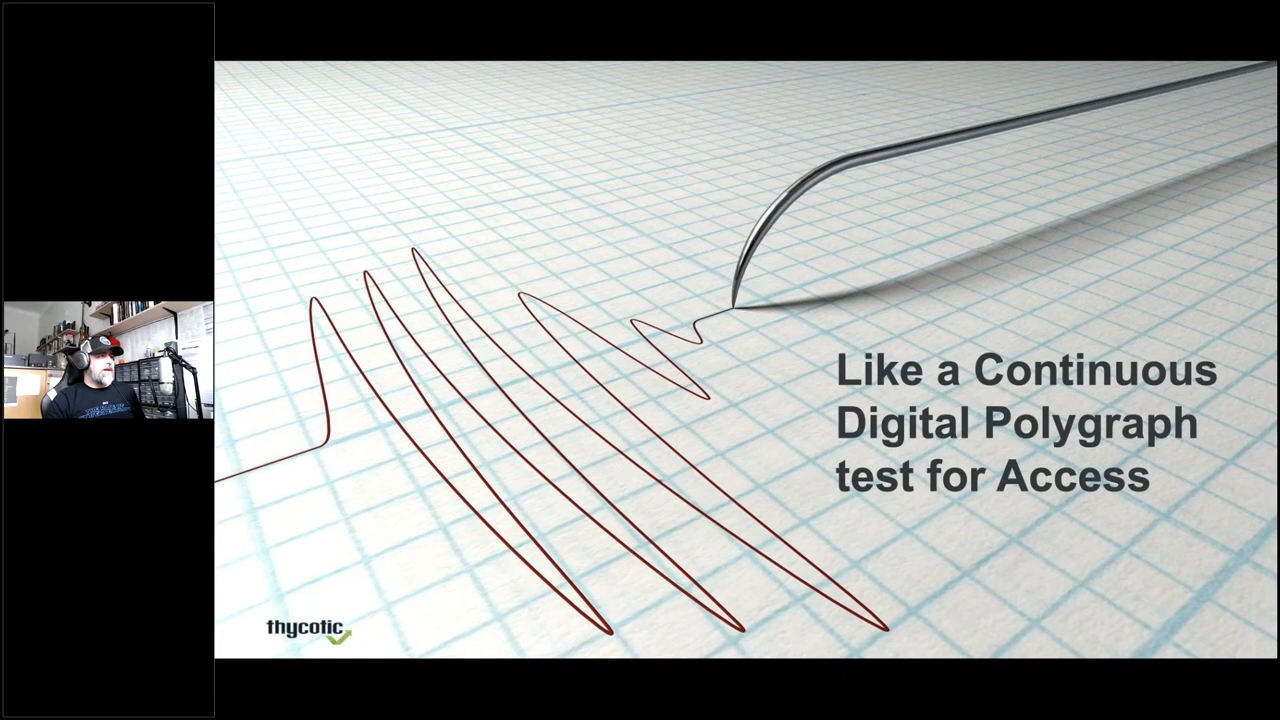 Like a Continuous
Digital Polygraph
test for Access
thycotic